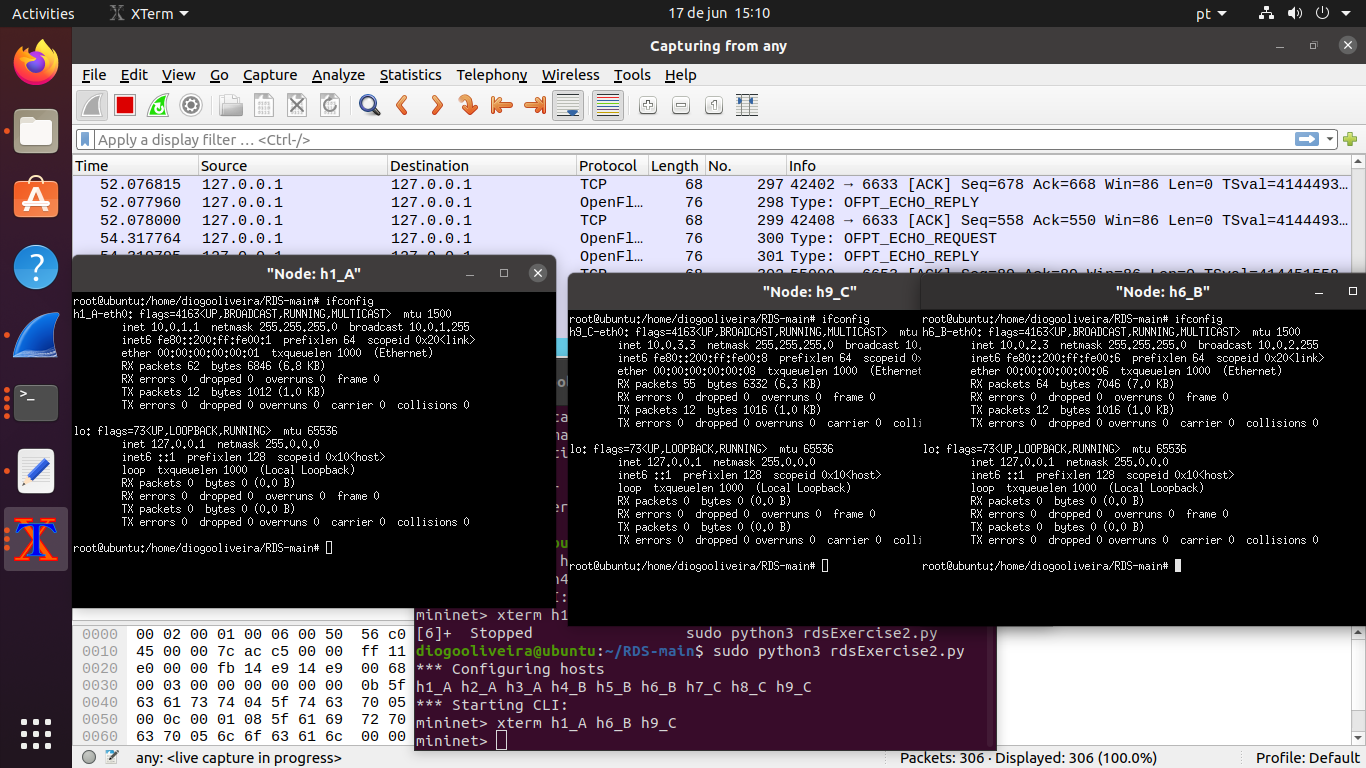 Activities XTerm 17 de jun 15:10 pt
Capturing from any
File Edit View Go Capture Analyze Statistics Telephony Wireless Tools Help
Apply a display filter … <Ctrl-/>
Time Source Destination Protocol Length No. Info
52.076815 127.0.0.1 127.0.0.1 TCP 68 297 42402 → 6633 [ACK] Seq=678 Ack=668 Win=86 Len=0 TSval=4144493…
52.077960 127.0.0.1 127.0.0.1 OpenFl… 76 298 Type: OFPT_ECHO_REPLY
52.078000 127.0.0.1 127.0.0.1 TCP 68 299 42408 → 6633 [ACK] Seq=558 Ack=550 Win=86 Len=0 TSval=4144493…
54.317764 127.0.0.1 127.0.0.1 OpenFl… 76 300 Type: OFPT_ECHO_REQUEST
OpenFl… 76 301 Type: OFPT_ECHO_REPLY
"Node: h1_A"
root@ubuntu:/home/diogooliveira/RDS-main# ifconfig
h1_A-eth0: flags=4163<UP,BROADCAST,RUNNING,MULTICAST> mtu 1500
inet 10.0.1.1 netmask 255.255.255.0 broadcast 10.0.1.255
inet6 fe80::200:ff:fe00:1 prefixlen 64 scopeid 0x20<link>
ether 00:00:00:00:00:01 txqueuelen 1000 (Ethernet)
RX packets 62 bytes 6846 (6.8 KB)
RX errors 0 dropped 0 overruns 0 frame 0
TX packets 12 bytes 1012 (1.0 KB)
TX errors 0 dropped 0 overruns 0 carrier 0 collisions 0
lo: flags=73<UP,LOOPBACK,RUNNING> mtu 65536
inet 127.0.0.1 netmask 255.0.0.0
inet6 ::1 prefixlen 128 scopeid 0x10<host>
loop txqueuelen 1000 (Local Loopback)
RX packets 0 bytes 0 (0.0 B)
RX errors 0 dropped 0 overruns 0 frame 0
TX packets 0 bytes 0 (0.0 B)
TX errors 0 dropped 0 overruns 0 carrier 0 collisions 0
root@ubuntu:/home/diogooliveira/RDS-main#
"Node: h9_C"
root@ubuntu:/home/diogooliveira/RDS-main# ifconfig
h9_C-eth0: flags=4163<UP,BROADCAST,RUNNING,MULTICAST> mtu
inet 10.0.3.3 netmask 255.255.255.0 broadcast 10.
inet6 fe80::200:ff:fe00:8 prefixlen 64 scopeid 0x
ether 00:00:00:00:00:08 txqueuelen 1000 (Ethernet
RX packets 55 bytes 6332 (6.3 KB)
RX errors 0 dropped 0 overruns 0 frame 0
TX packets 12 bytes 1016 (1.0 KB)
TX errors 0 dropped 0 overruns 0 carrier 0 colli
lo: flags=73<UP,LOOPBACK,RUNNING> mtu 65536
inet 127.0.0.1 netmask 255.0.0.0
inet6 ::1 prefixlen 128 scopeid 0x10<host>
loop txqueuelen 1000 (Local Loopback)
RX packets 0 bytes 0 (0.0 B)
RX errors 0 dropped 0 overruns 0 frame 0
TX packets 0 bytes 0 (0.0 B)
TX errors 0 dropped 0 overruns 0 carrier 0 colli
root@ubuntu:/home/diogooliveira/RDS-main#
"Node: h6_B"
root@ubuntu:/home/diogooliveira/RDS-main# ifconfig
h6_B-eth0: flags=4163<UP,BROADCAST,RUNNING,MULTICAST> mtu 1500
inet 10.0.2.3 netmask 255.255.255.0 broadcast 10.0.2.255
inet6 fe80::200:ff:fe00:6 prefixlen 64 scopeid 0x20<link>
ether 00:00:00:00:00:06 txqueuelen 1000 (Ethernet)
RX packets 64 bytes 7046 (7.0 KB)
RX errors 0 dropped 0 overruns 0 frame 0
TX packets 12 bytes 1016 (1.0 KB)
TX errors 0 dropped 0 overruns 0 carrier 0 collisions 0
lo: flags=73<UP,LOOPBACK,RUNNING> mtu 65536
inet 127.0.0.1 netmask 255.0.0.0
inet6 ::1 prefixlen 128 scopeid 0x10<host>
loop txqueuelen 1000 (Local Loopback)
RX packets 0 bytes 0 (0.0 B)
RX errors 0 dropped 0 overruns 0 frame 0
TX packets 0 bytes 0 (0.0 B)
TX errors 0 dropped 0 overruns 0 carrier 0 collisions 0
root@ubuntu:/home/diogooliveira/RDS-main#
mininet> xterm h1
[6]+ Stopped sudo python3 rdsExercise2.py
diogooliveira@ubuntu:~/RDS-main$ sudo python3 rdsExercise2.py
*** Configuring hosts
h1_A h2_A h3_A h4_B h5_B h6_B h7_C h8_C h9_C
*** Starting CLI:
mininet> xterm h1_A h6_B h9_C
mininet>
0000 00 02 00 01 00 06 00 50 56 c0
0010 45 00 00 7c ac c5 00 00 ff 11
0020 e0 00 00 fb 14 e9 14 e9 00 68
0030 00 03 00 00 00 00 00 00 0b 5f
0040 63 61 73 74 04 5f 74 63 70 05
0050 00 0c 00 01 08 5f 61 69 72 70
0060 63 70 05 6c 6f 63 61 6c 00 00
any: <live capture in progress> Packets: 306 · Displayed: 306 (100.0%) Profile: Default